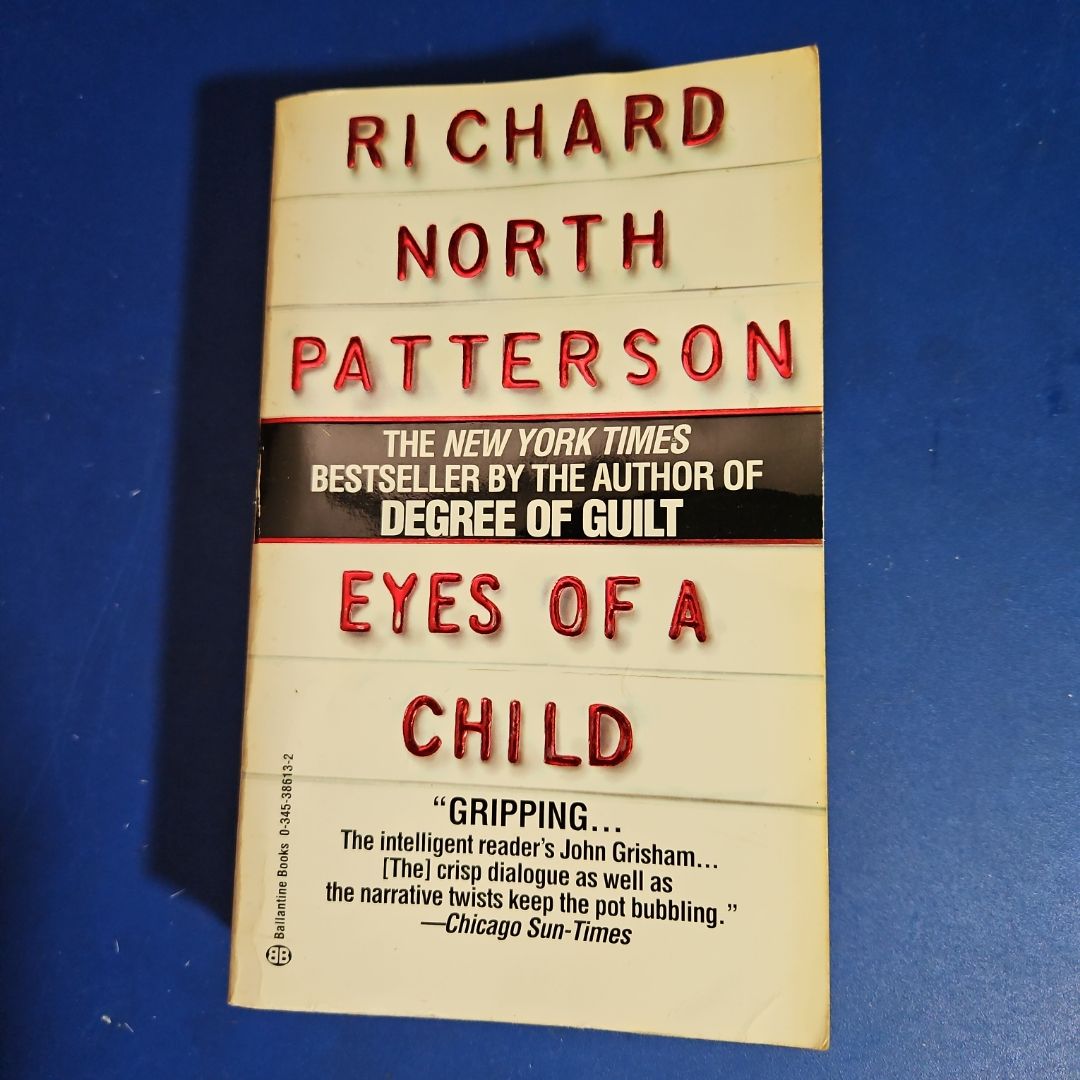 RICHARD
NORTH
PATTERSON
THE NEW YORK TIMES
BESTSELLER BY THE AUTHOR OF
DEGREE OF GUILT
EYES OF A
CHILD
“GRIPPING...
The intelligent reader's John Grisham...
[The] crisp dialogue as well as
the narrative twists keep the pot bubbling.”
—Chicago Sun-Times
Ballantine Books 0-345-38613-2
BB